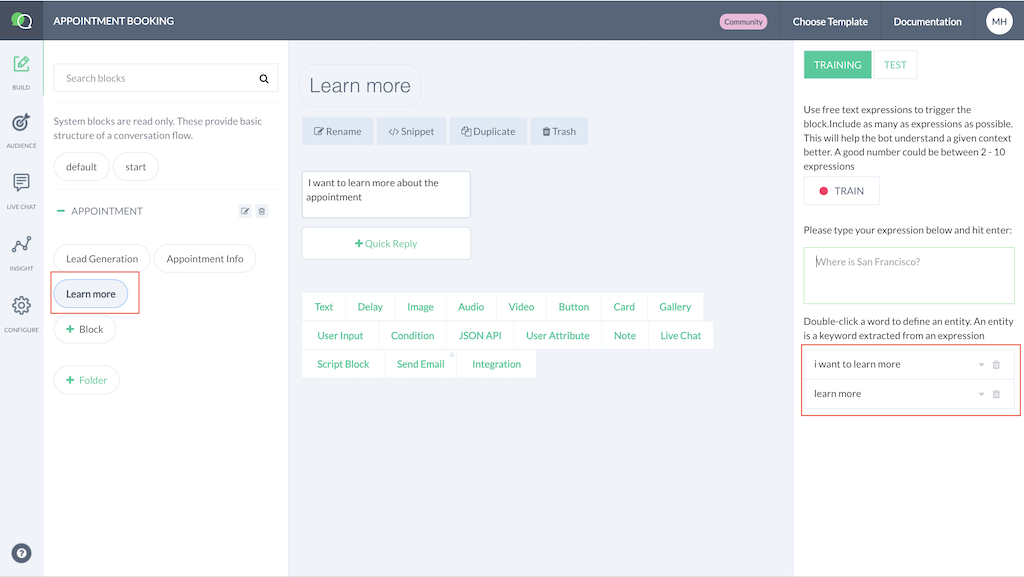 APPOINTMENT BOOKING
Community
Choose Template
Documentation
MH
BUILD
AUDIENCE
LIVE CHAT
INSIGHT
CONFIGURE
?
Search blocks
System blocks are read only. These provide basic
structure of a conversation flow.
default
start
APPOINTMENT
Lead Generation
Appointment Info
Learn more
+ Block
+ Folder
Learn more
Rename
</> Snippet
Duplicate
Trash
I want to learn more about the
appointment
+ Quick Reply
Text
Delay
Image
Audio
Video
Button
Card
Gallery
User Input
Condition
JSON API
User Attribute
Note
Live Chat
Script Block
Send Email
Integration
TRAINING
TEST
Use free text expressions to trigger the
block.Include as many as expressions as possible.
This will help the bot understand a given context
better. A good number could be between 2 - 10
expressions
TRAIN
Please type your expression below and hit enter:
Where is San Francisco?
Double-click a word to define an entity. An entity
is a keyword extracted from an expression
i want to learn more
learn more